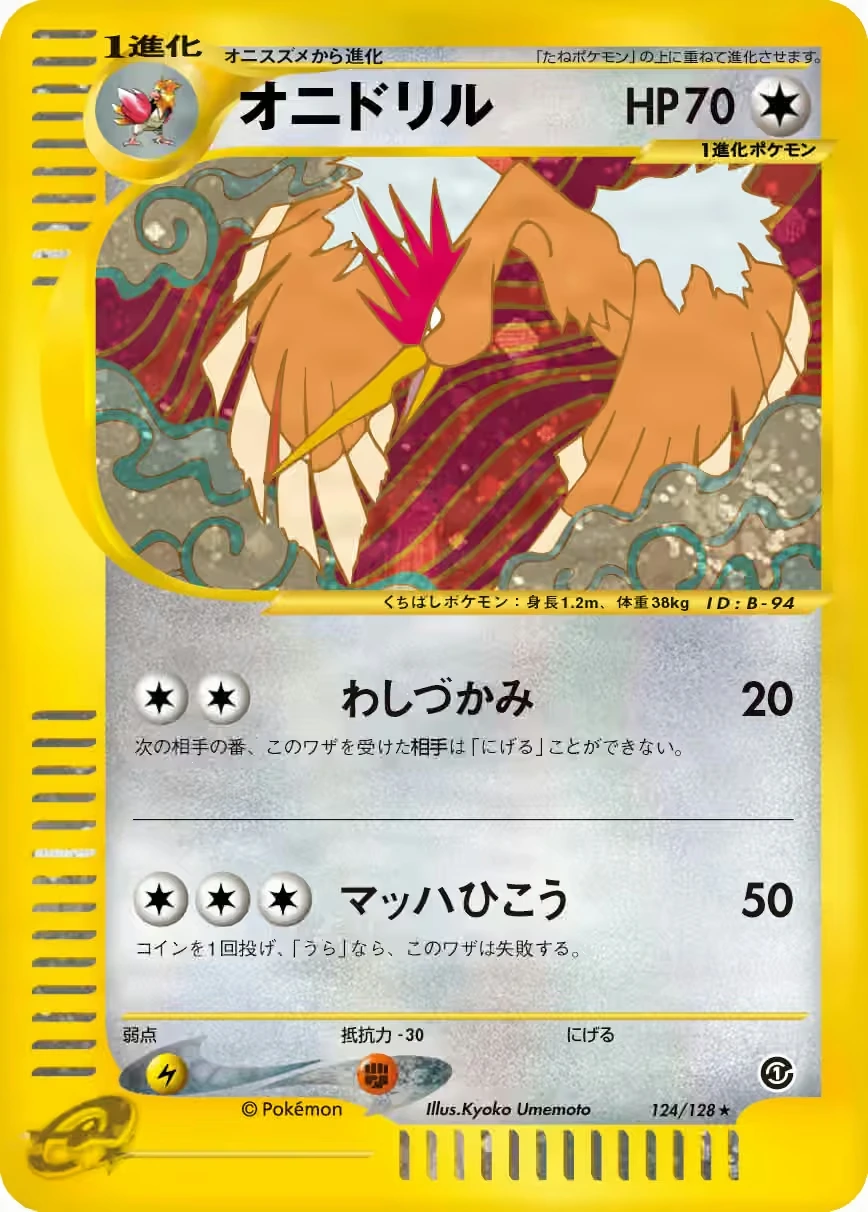 1進化
オニスズメから進化
「たねポケモン」の上に重ねて進化させます。
オニドリル HP70
1進化ポケモン
くちばしポケモン：身長1.2m、体重38kg ID：B-94
わしづかみ 20
次の相手の番、このワザを受けた相手は「にげる」ことができない。
マッハひこう 50
コインを1回投げ、「うら」なら、このワザは失敗する。
弱点 抵抗力 -30 にげる
© Pokémon Illus.Kyoko Umemoto 124/128 ★